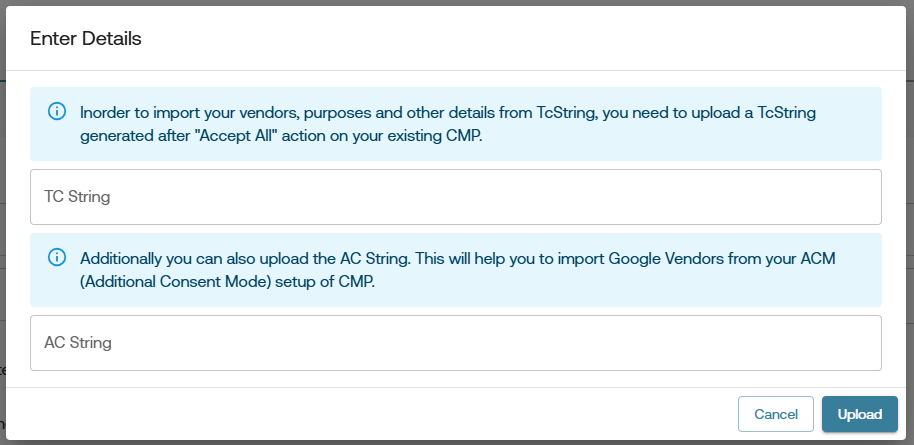 Enter Details
Inorder to import your vendors, purposes and other details from TcString, you need to upload a TcString
generated after "Accept All" action on your existing CMP.
TC String
Additionally you can also upload the AC String. This will help you to import Google Vendors from your ACM
(Additional Consent Mode) setup of CMP.
AC String
Cancel
Upload